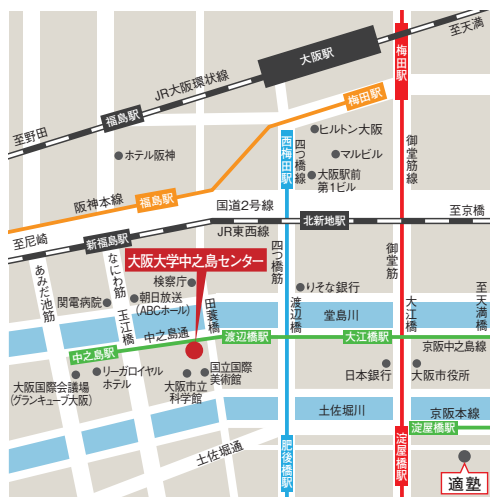 至天満
大阪駅
梅田駅
JR大阪環状線
梅田駅
福島駅
至野田
ヒルトン大阪
マルビル
大阪駅前
第1ビル
ホテル阪神
西梅田駅
四つ橋線
御堂筋線
阪神本線
福島駅
国道2号線
至京橋
北新地駅
JR東西線
至尼崎
新福島駅
大阪大学中之島センター
四つ橋筋
御堂筋
あみだ池筋
なにわ筋
検察庁
りそな銀行
朝日放送
(ABCホール)
関電病院
玉江橋
田蓑橋
渡辺橋
堂島川
大江橋
至天満橋
中之島通
渡辺橋駅
大江橋駅
京阪中之島線
中之島駅
リーガロイヤル
ホテル
国立国際
美術館
大阪市立
科学館
大阪国際会議場
(グランキューブ大阪)
日本銀行
大阪市役所
土佐堀川
京阪本線
淀屋橋駅
土佐堀通
肥後橋駅
淀屋橋駅
適塾